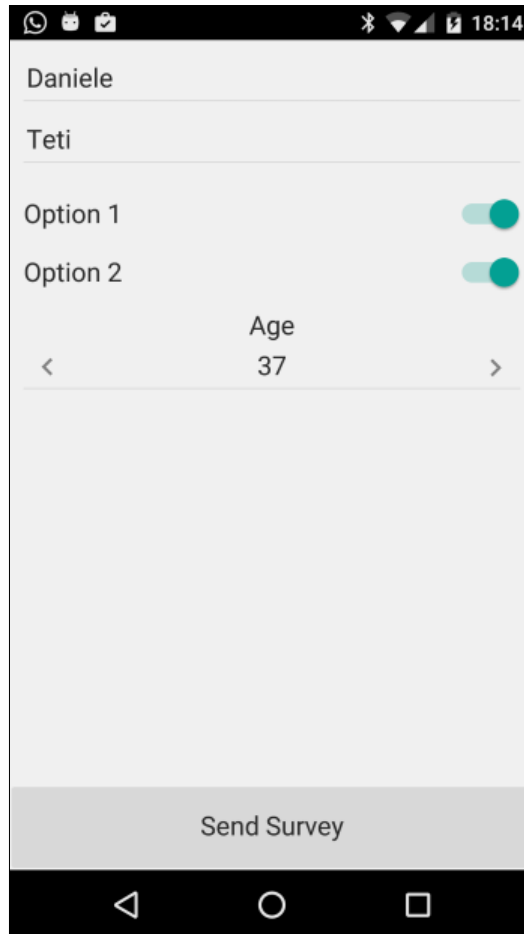 18:14
Daniele
Teti
Option 1
Option 2
Age
37
Send Survey